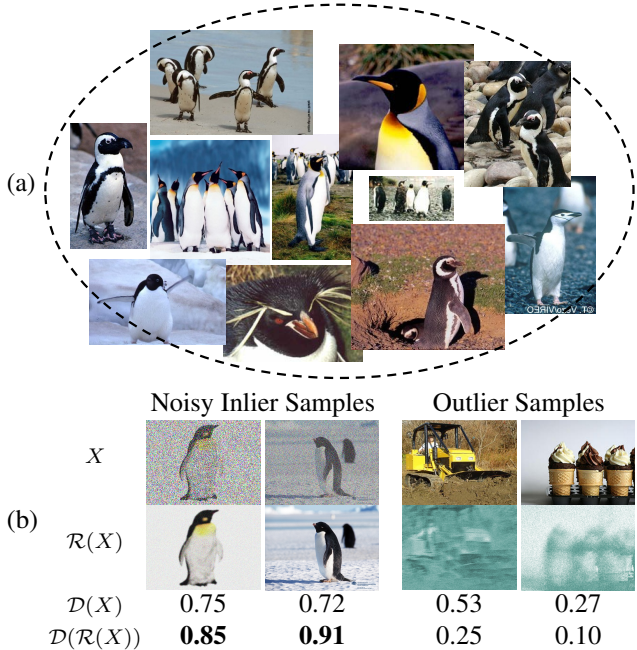 (a)
Noisy Inlier Samples Outlier Samples
X
(b)
R(X)
D(X) 0.75 0.72 0.53 0.27
D(R(X)) 0.85 0.91 0.25 0.10